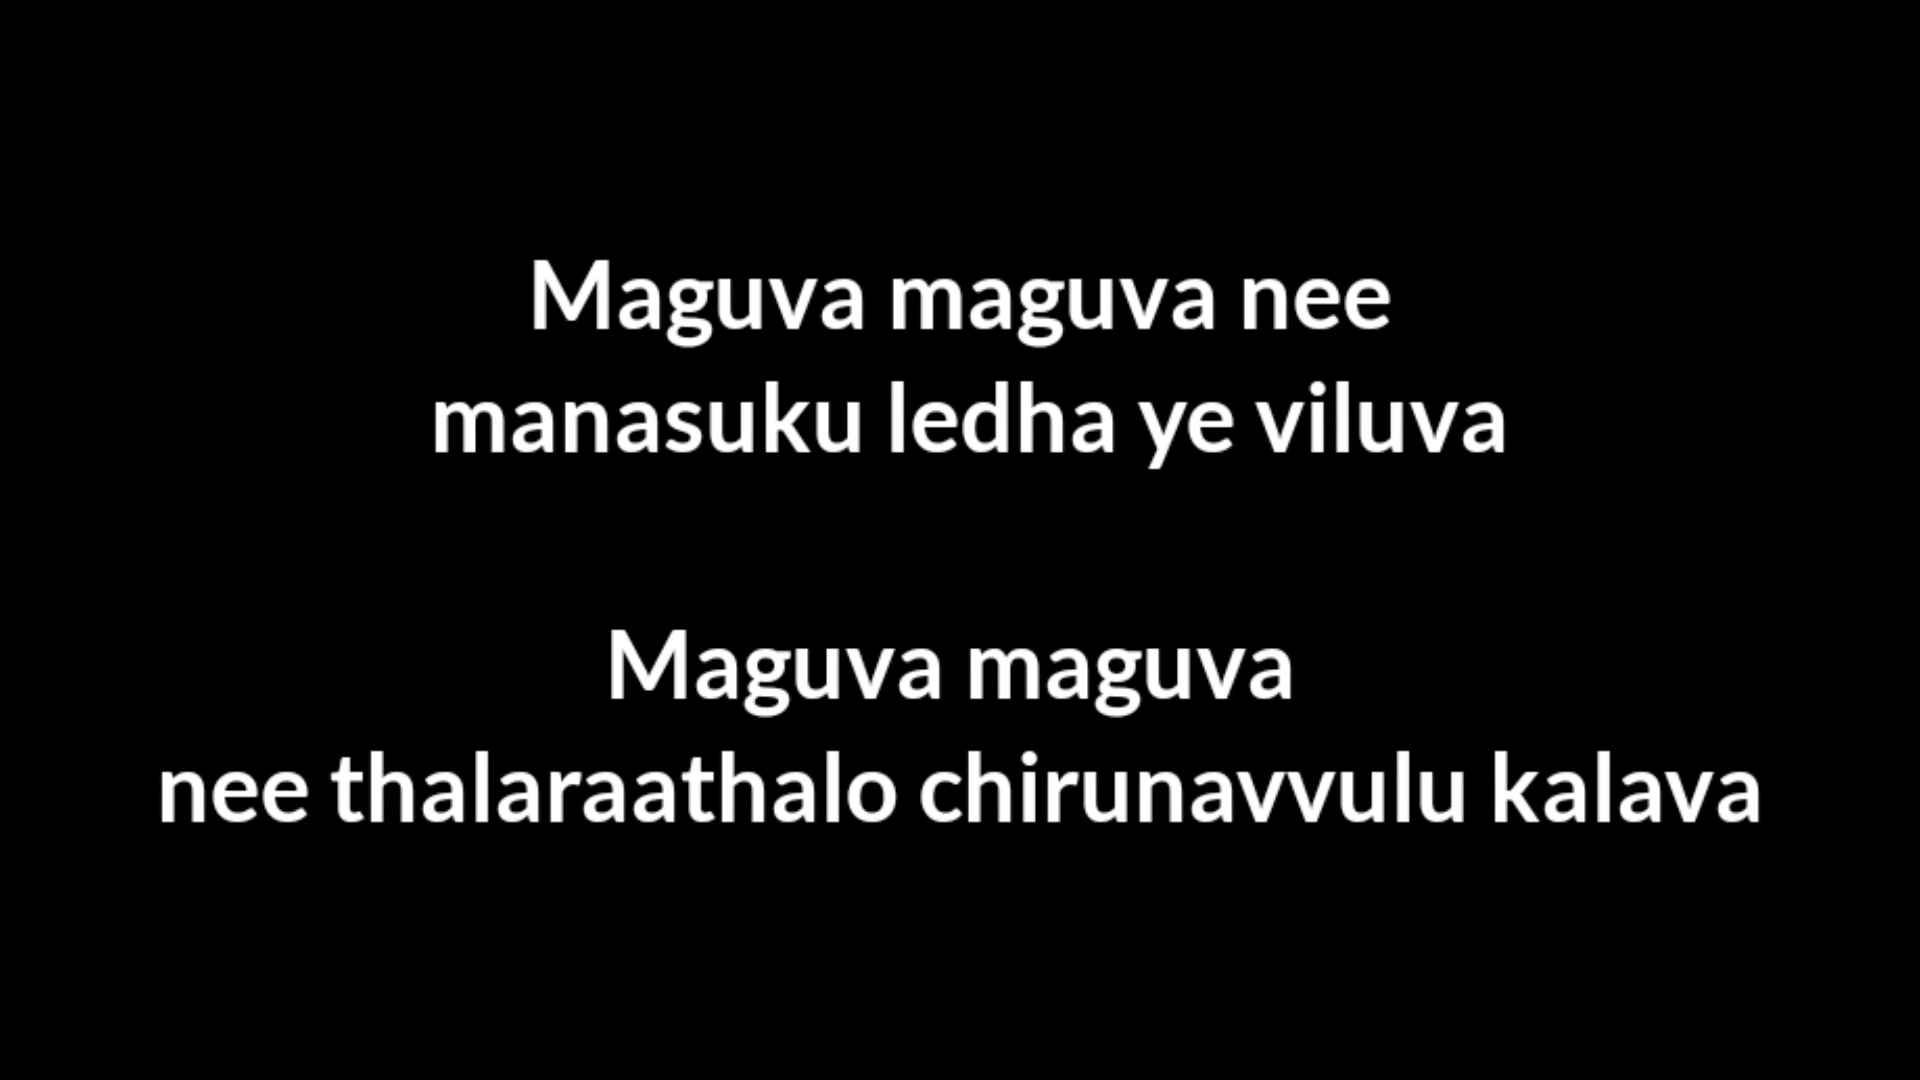 Maguva maguva nee
manasuku ledha ye viluva
Maguva maguva
nee thalaraathalo chirunavvulu kalava